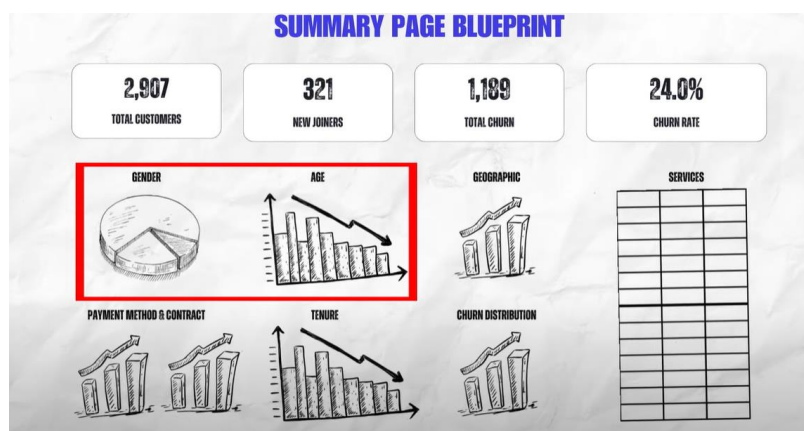 SUMMARY PAGE BLUEPRINT
2,907
TOTAL CUSTOMERS
321
NEW JOINERS
1,189
TOTAL CHURN
24.0%
CHURN RATE
GENDER
AGE
GEOGRAPHIC
SERVICES
PAYMENT METHOD & CONTRACT
TENURE
CHURN DISTRIBUTION